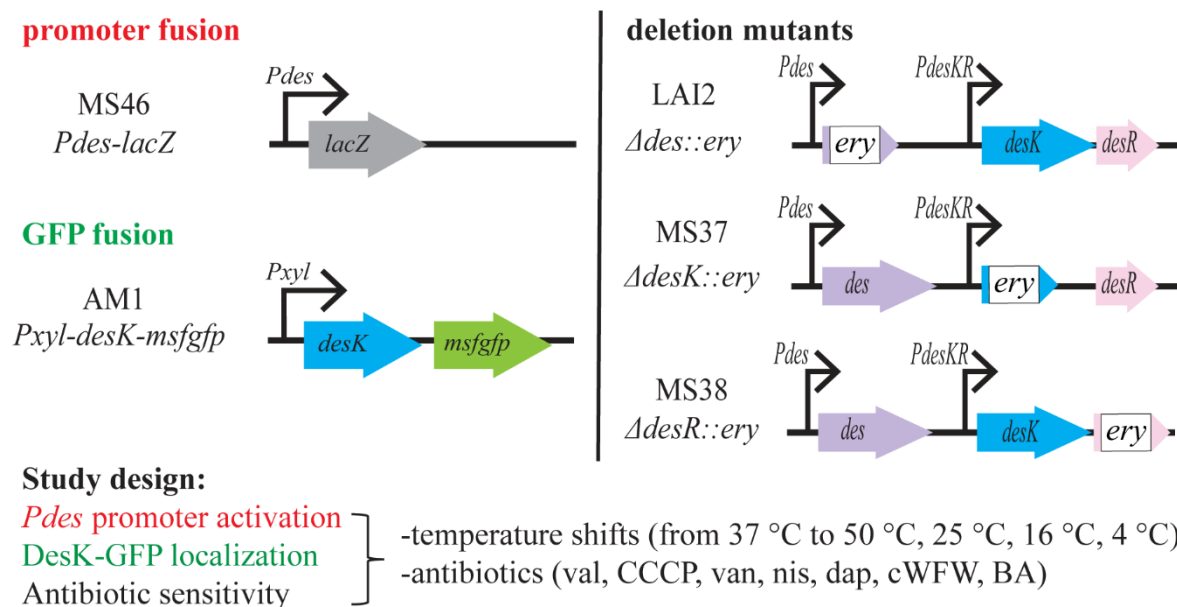 promoter fusion
MS46
Pdes-lacZ
Pdes
lacZ
GFP fusion
AM1
Pxyl-desK-msfgfp
Pxyl
desK
msfgfp
deletion mutants
LAI2
Δdes::ery
Pdes
PdesKR
ery
desK
desR
MS37
ΔdesK::ery
Pdes
PdesKR
des
ery
desR
MS38
ΔdesR::ery
Pdes
PdesKR
des
desK
ery
Study design:
Pdes promoter activation
DesK-GFP localization
Antibiotic sensitivity
-temperature shifts (from 37 °C to 50 °C, 25 °C, 16 °C, 4 °C)
-antibiotics (val, CCCP, van, nis, dap, cWFW, BA)